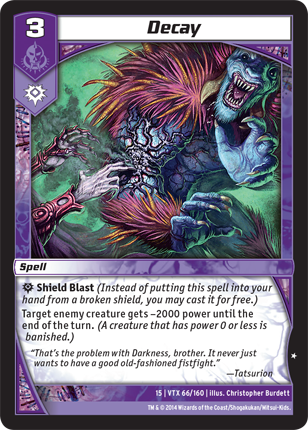 3
Decay
Spell
Shield Blast (Instead of putting this spell into your
hand from a broken shield, you may cast it for free.)
Target enemy creature gets –2000 power until the
end of the turn. (A creature that has power 0 or less is
banished.)
“That’s the problem with Darkness, brother. It never just
wants to have a good old-fashioned fistfight.”
—Tatsurion
15 | VTX 66/160 | illus. Christopher Burdett
TM & © 2014 Wizards of the Coast/Shogakukan/Mitsui-Kids.